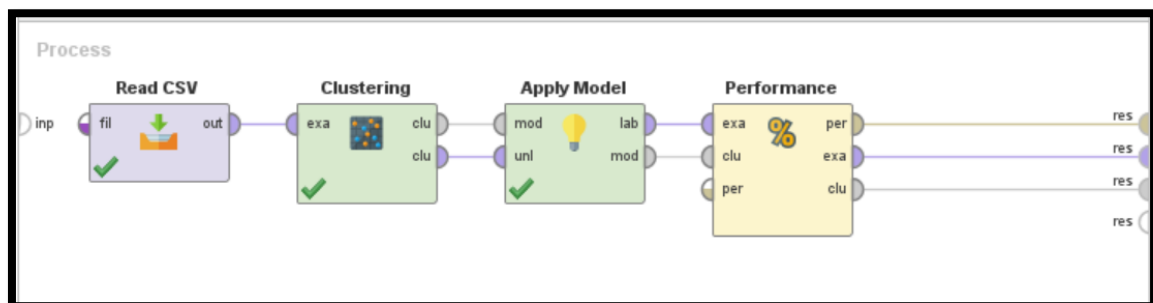 Process
Read CSV Clustering Apply Model Performance
inp fil out exa clu mod lab exa per res
clu unl mod clu exa res
per clu res
res
%